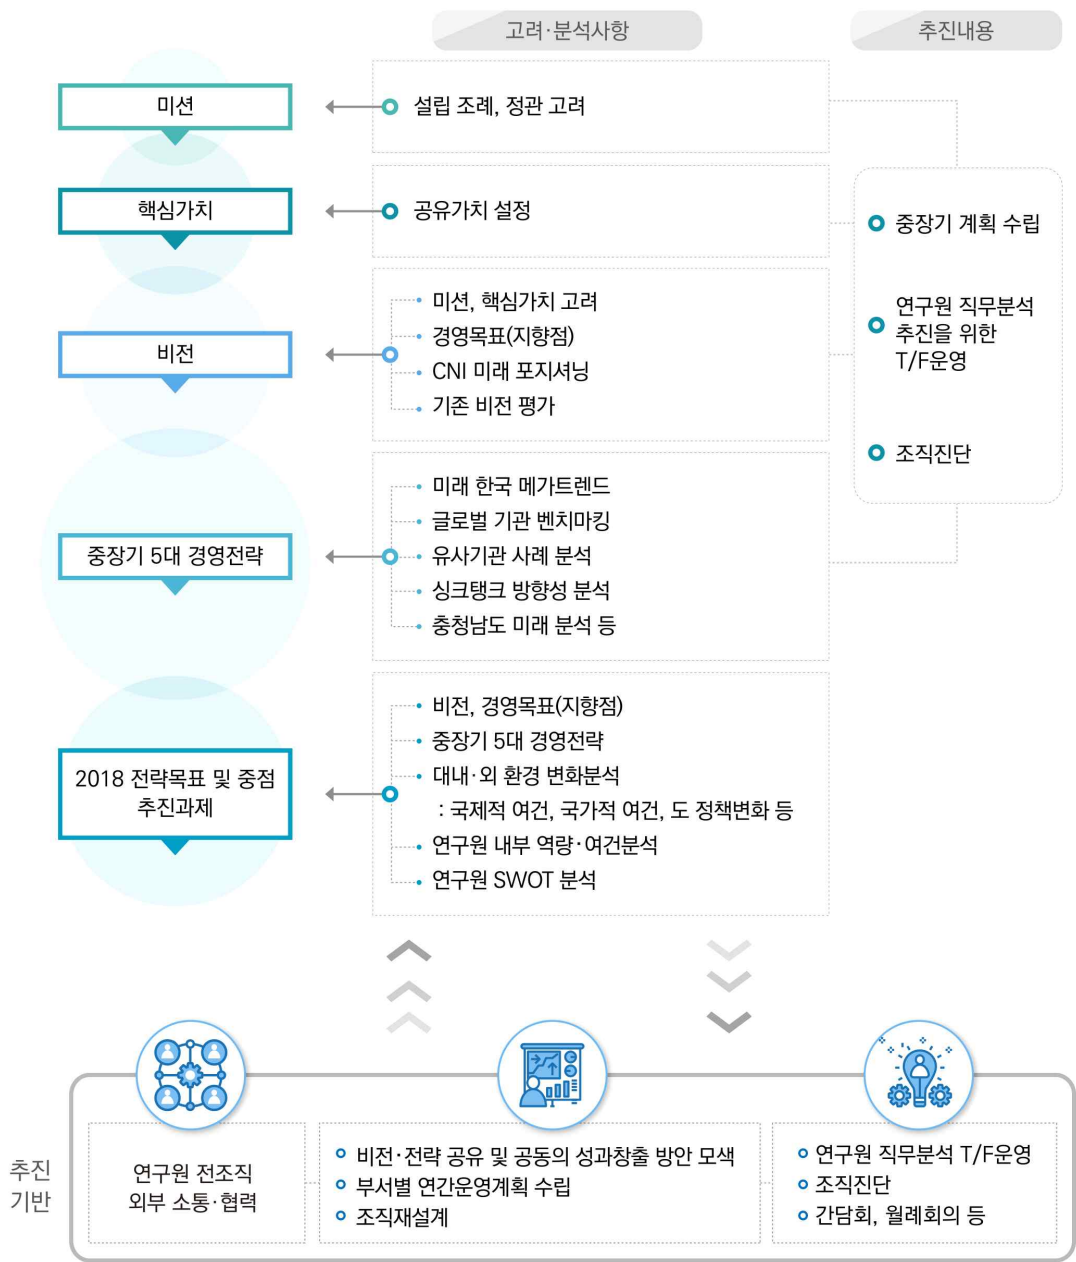 고려·분석사항
추진내용
미션
설립 조례, 정관 고려
핵심가치
공유가치 설정
비전
미션, 핵심가치 고려
경영목표(지향점)
CNI 미래 포지셔닝
기존 비전 평가
중장기 5대 경영전략
미래 한국 메가트렌드
글로벌 기관 벤치마킹
유사기관 사례 분석
싱크탱크 방향성 분석
충청남도 미래 분석 등
2018 전략목표 및 중점
추진과제
비전, 경영목표(지향점)
중장기 5대 경영전략
대내·외 환경 변화분석
: 국제적 여건, 국가적 여건, 도 정책변화 등
연구원 내부 역량·여건분석
연구원 SWOT 분석
중장기 계획 수립
연구원 직무분석
추진을 위한
T/F운영
조직진단
추진
기반
연구원 전조직
외부 소통·협력
비전·전략 공유 및 공동의 성과창출 방안 모색
부서별 연간운영계획 수립
조직재설계
연구원 직무분석 T/F운영
조직진단
간담회, 월례회의 등